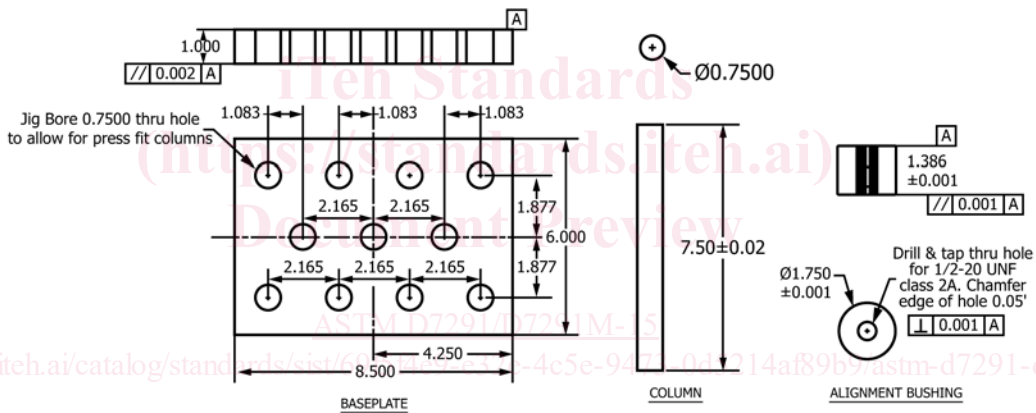 A
1.000
// 0.002 A
Ø0.7500
iTeh Standards
Jig Bore 0.7500 thru hole
to allow for press fit columns
1.083
1.083
1.083
(https://standards.iteh.ai)
Document Preview
2.165
2.165
1.877
6.000
1.877
2.165
2.165
2.165
4.250
8.500
BASEPLATE
7.50±0.02
COLUMN
A
1.386
±0.001
// 0.001 A
Drill & tap thru hole
for 1/2-20 UNF
class 2A. Chamfer
edge of hole 0.05'
Ø1.750
±0.001
⊥ 0.001 A
ALIGNMENT BUSHING
ASTM D7291/D7291M-15